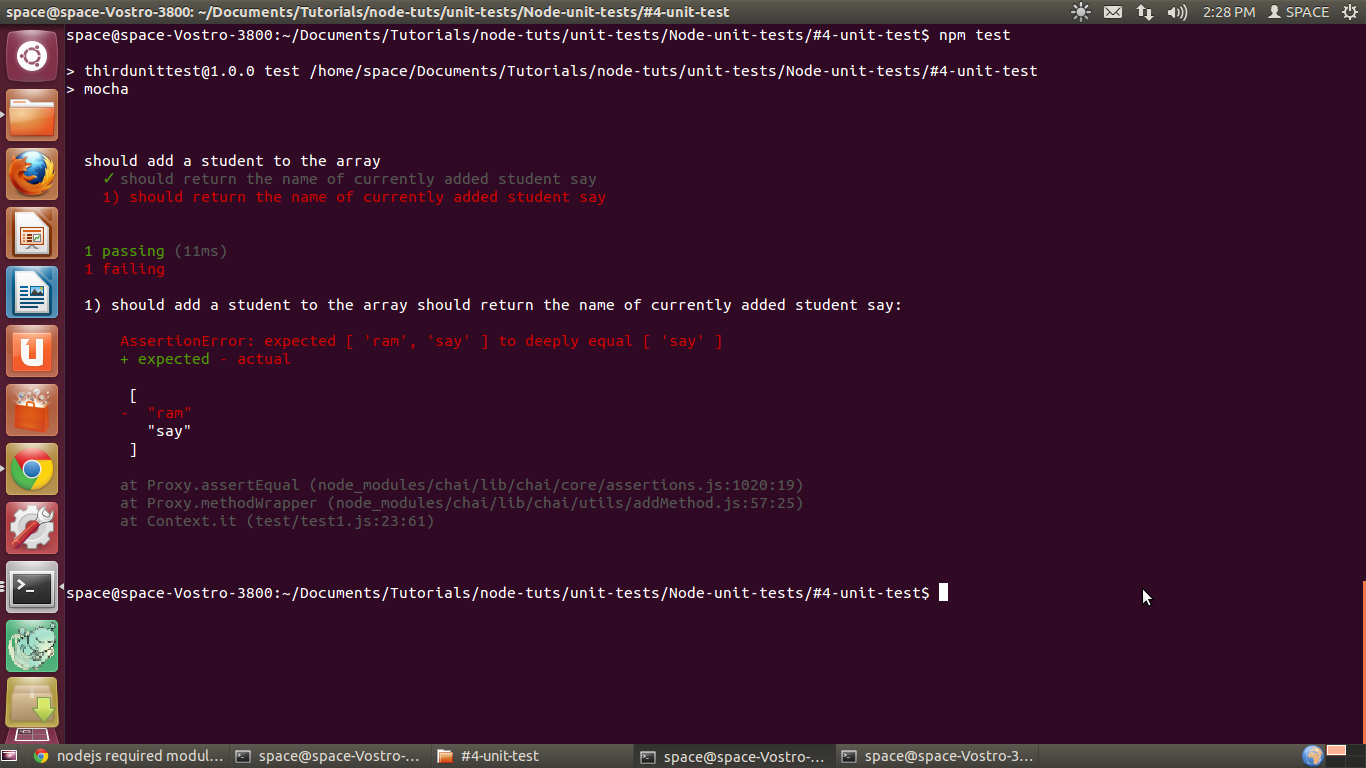 space@space-Vostro-3800: ~/Documents/Tutorials/node-tuts/unit-tests/Node-unit-tests/#4-unit-test
2:28 PM
SPACE
space@space-Vostro-3800:~/Documents/Tutorials/node-tuts/unit-tests/Node-unit-tests/#4-unit-test$ npm test
> thirdunittest@1.0.0 test /home/space/Documents/Tutorials/node-tuts/unit-tests/Node-unit-tests/#4-unit-test
> mocha
should add a student to the array
✓ should return the name of currently added student say
1) should return the name of currently added student say
1 passing (11ms)
1 failing
1) should add a student to the array should return the name of currently added student say:
AssertionError: expected [ 'ram', 'say' ] to deeply equal [ 'say' ]
+ expected - actual
[
-  "ram"
"say"
]
at Proxy.assertEqual (node_modules/chai/lib/chai/core/assertions.js:1020:19)
at Proxy.methodWrapper (node_modules/chai/lib/chai/utils/addMethod.js:57:25)
at Context.it (test/test1.js:23:61)
space@space-Vostro-3800:~/Documents/Tutorials/node-tuts/unit-tests/Node-unit-tests/#4-unit-test$
nodejs required modul...
space@space-Vostro-...
#4-unit-test
space@space-Vostro-...
space@space-Vostro-3...